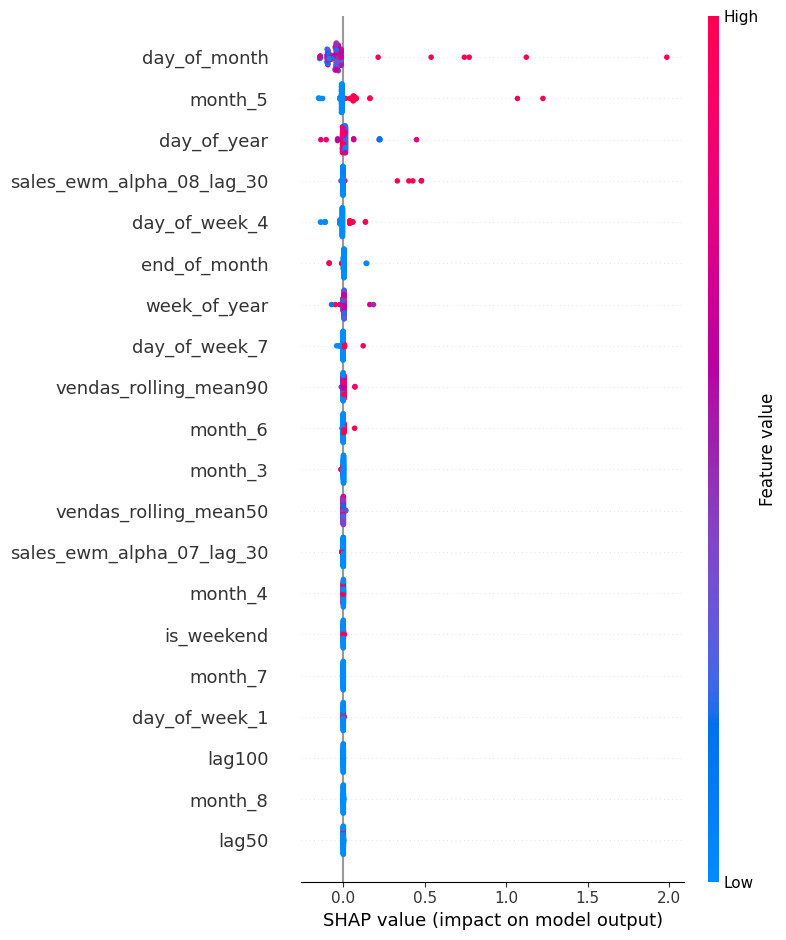 High
day_of_month
month_5
day_of_year
sales_ewm_alpha_08_lag_30
day_of_week_4
end_of_month
week_of_year
day_of_week_7
vendas_rolling_mean90
month_6
month_3
vendas_rolling_mean50
sales_ewm_alpha_07_lag_30
month_4
is_weekend
month_7
day_of_week_1
lag100
month_8
lag50
Feature value
Low
0.0 0.5 1.0 1.5 2.0
SHAP value (impact on model output)